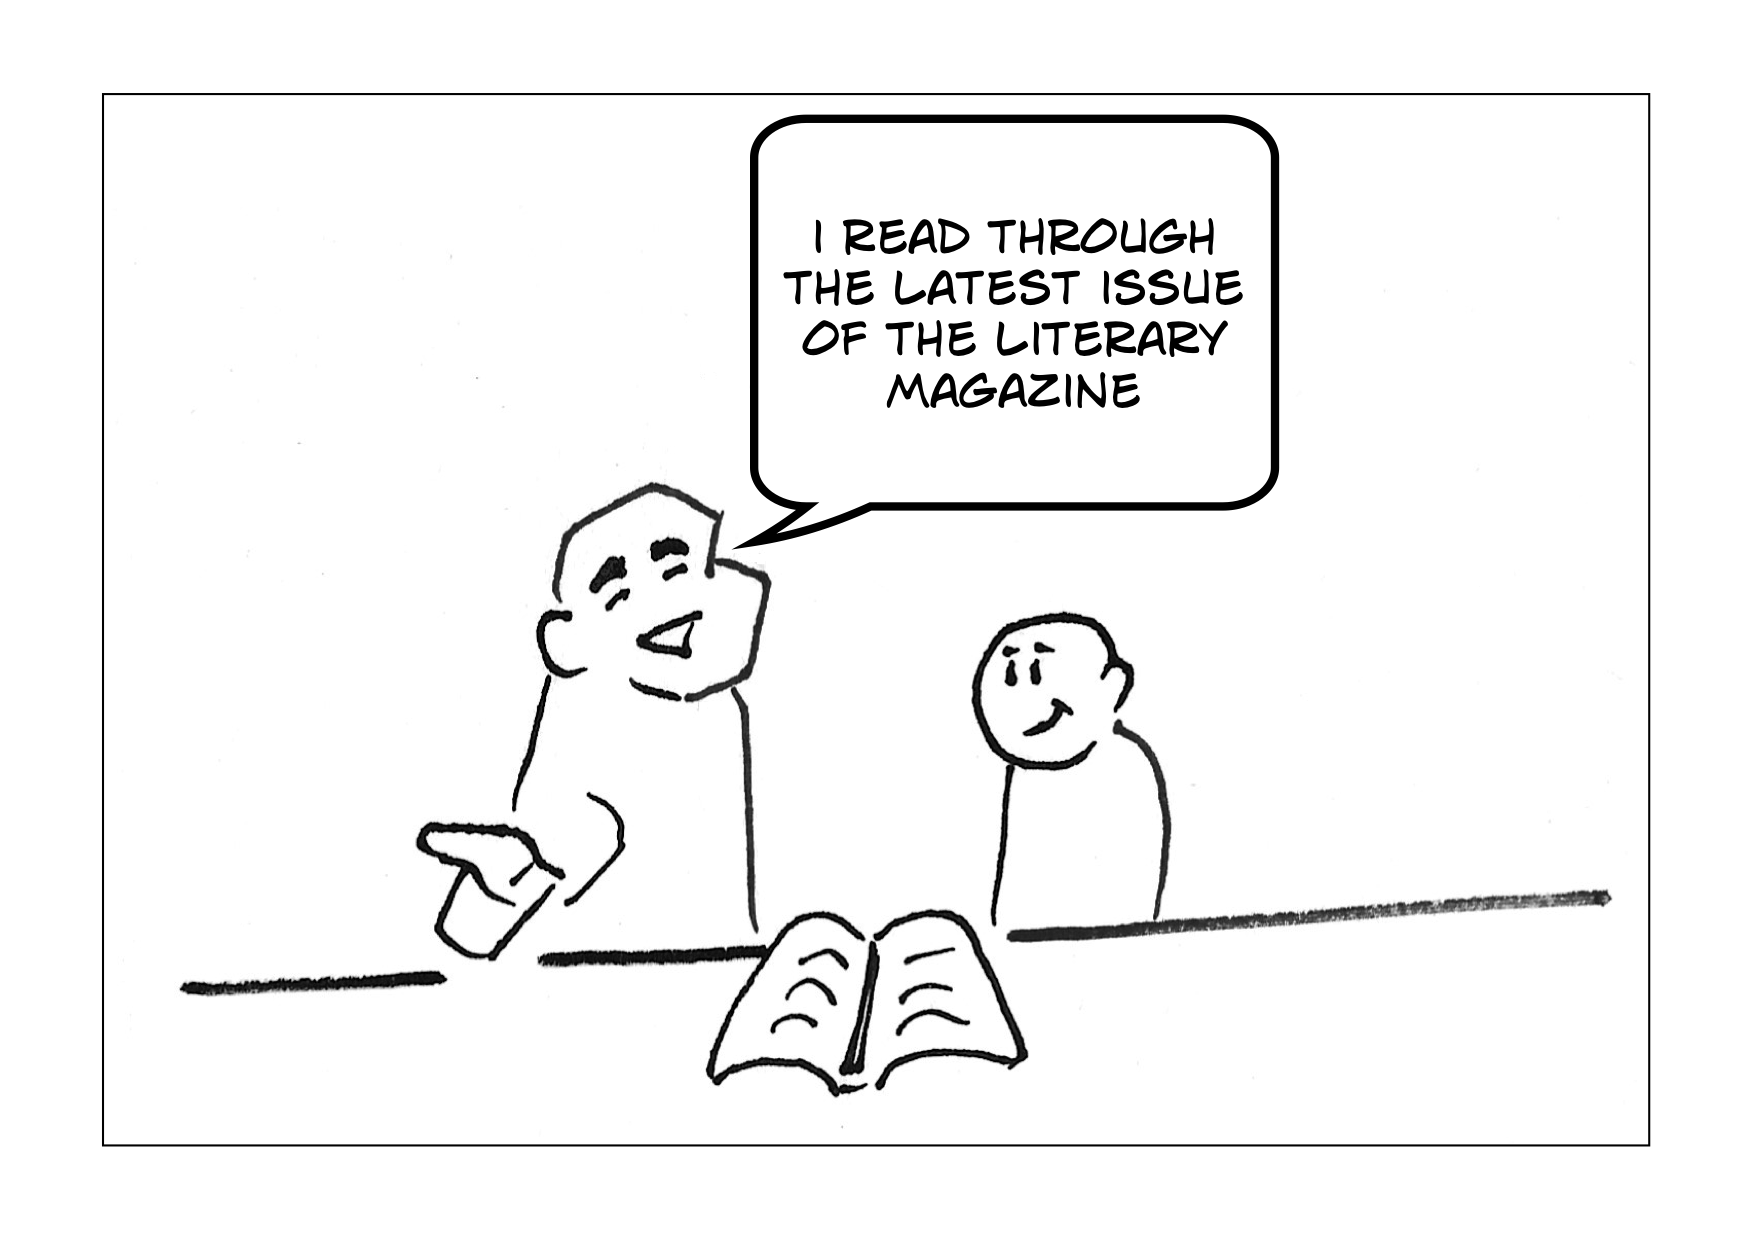 I READ THROUGH
THE LATEST ISSUE
OF THE LITERARY
MAGAZINE